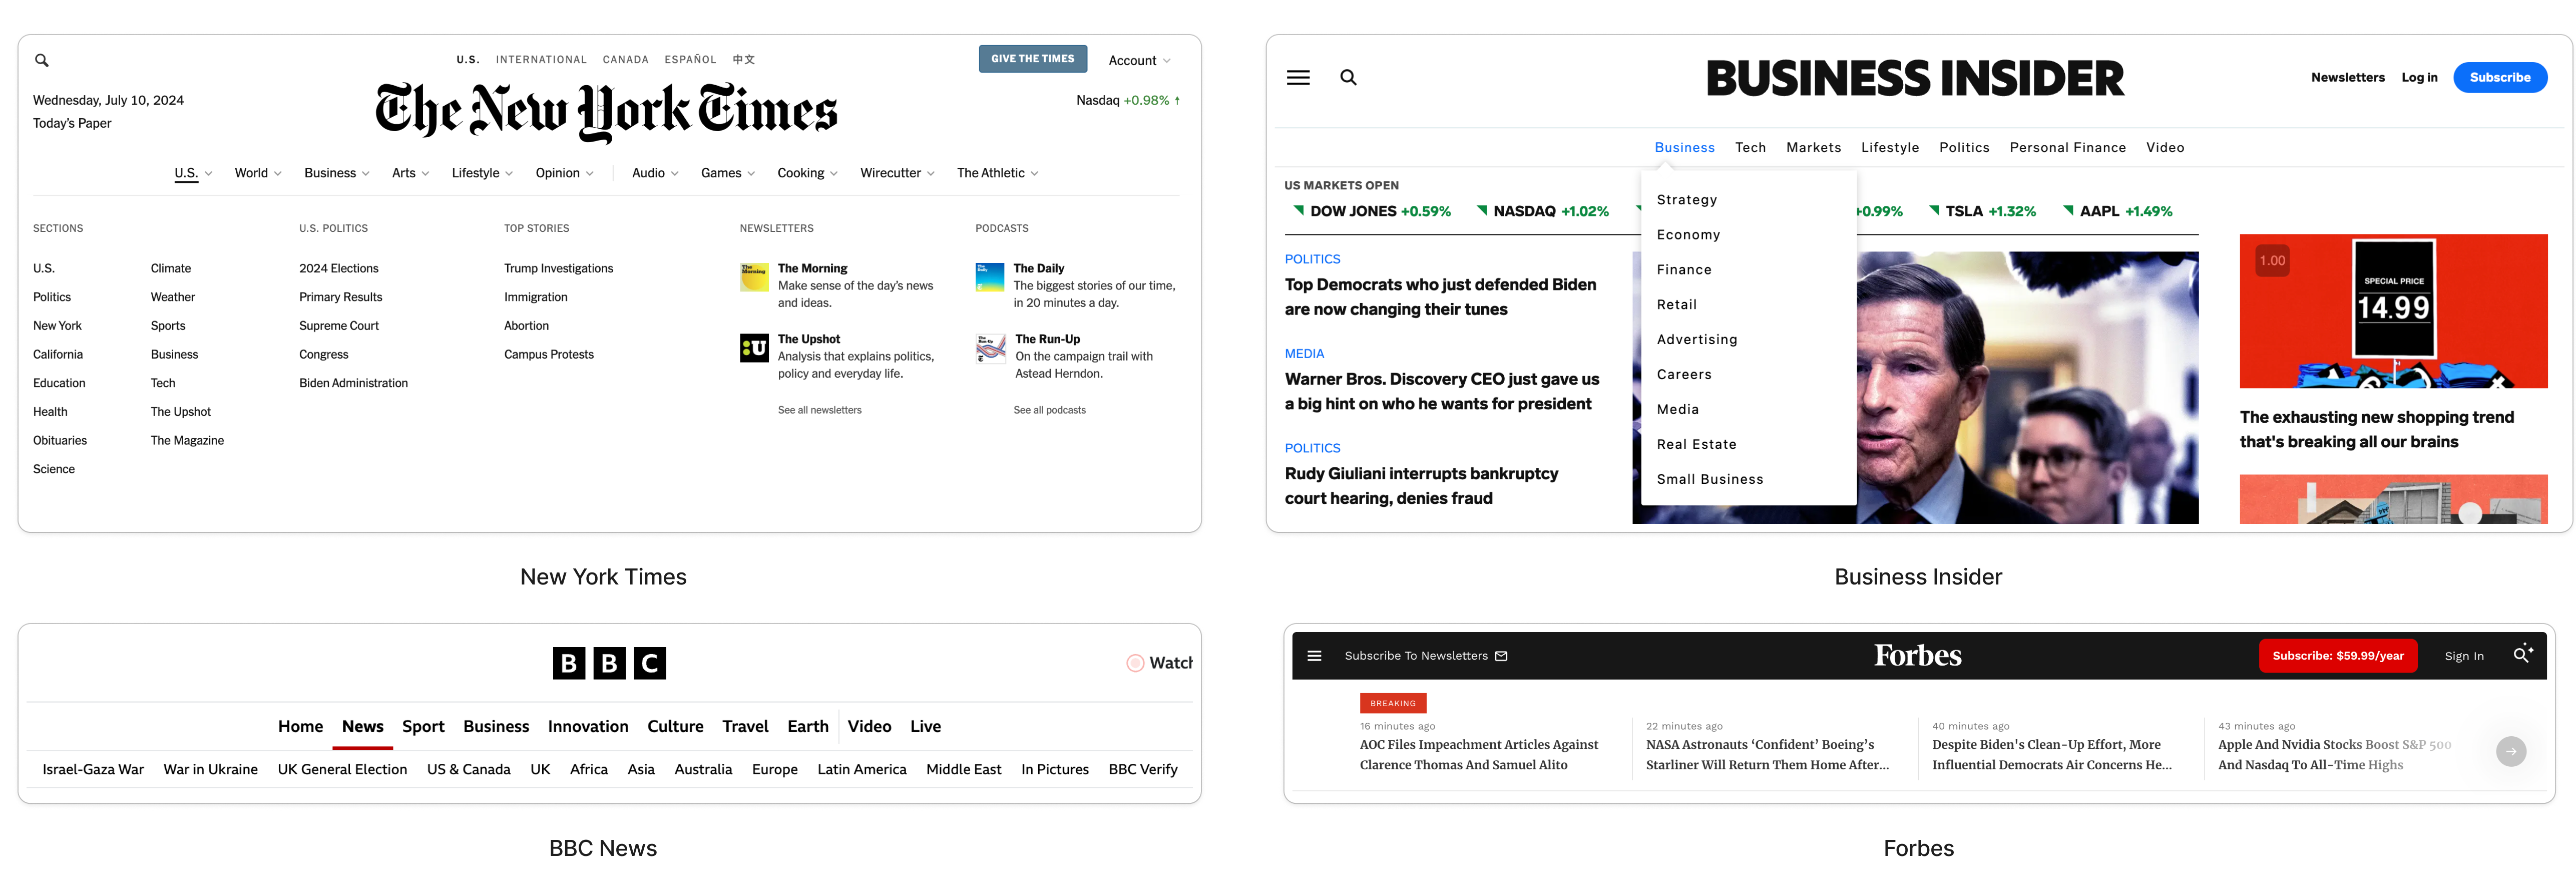 U.S. INTERNATIONAL CANADA ESPAÑOL 中文
GIVE THE TIMES
Account
Wednesday, July 10, 2024
Today's Paper
The New York Times
Nasdaq +0.98%
U.S. World Business Arts Lifestyle Opinion Audio Games Cooking Wirecutter The Athletic
SECTIONS
U.S.
Politics
New York
California
Education
Health
Obituaries
Science
Climate
Weather
Sports
Business
Tech
The Upshot
The Magazine
U.S. POLITICS
2024 Elections
Primary Results
Supreme Court
Congress
Biden Administration
TOP STORIES
Trump Investigations
Immigration
Abortion
Campus Protests
NEWSLETTERS
The Morning
The Morning
Make sense of the day's news
and ideas.
:U
The Upshot
Analysis that explains politics,
policy and everyday life.
See all newsletters
PODCASTS
The Daily
The Daily
The biggest stories of our time,
in 20 minutes a day.
The Run-Up
The Run-Up
On the campaign trail with
Astead Herndon.
See all podcasts
New York Times
BUSINESS INSIDER
Newsletters Log in Subscribe
Business Tech Markets Lifestyle Politics Personal Finance Video
Strategy
Economy
Finance
Retail
Advertising
Careers
Media
Real Estate
Small Business
US MARKETS OPEN
DOW JONES +0.59% NASDAQ +1.02% +0.99% TSLA +1.32% AAPL +1.49%
POLITICS
Top Democrats who just defended Biden
are now changing their tunes
MEDIA
Warner Bros. Discovery CEO just gave us
a big hint on who he wants for president
POLITICS
Rudy Giuliani interrupts bankruptcy
court hearing, denies fraud
1.00
SPECIAL PRICE
14.99
The exhausting new shopping trend
that's breaking all our brains
Business Insider
BBC
Watch
Home News Sport Business Innovation Culture Travel Earth Video Live
Israel-Gaza War War in Ukraine UK General Election US & Canada UK Africa Asia Australia Europe Latin America Middle East In Pictures BBC Verify
BBC News
Subscribe To Newsletters
Forbes
Subscribe: $59.99/year
Sign In
BREAKING
16 minutes ago
AOC Files Impeachment Articles Against
Clarence Thomas And Samuel Alito
22 minutes ago
NASA Astronauts ‘Confident’ Boeing’s
Starliner Will Return Them Home After...
40 minutes ago
Despite Biden's Clean-Up Effort, More
Influential Democrats Air Concerns He...
43 minutes ago
Apple And Nvidia Stocks Boost S&P 500
And Nasdaq To All-Time Highs
Forbes